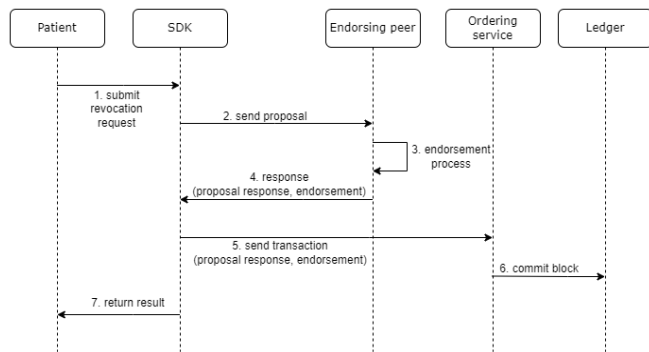 Patient
SDK
Endorsing peer
Ordering
service
Ledger
1. submit
revocation
request
2. send proposal
3. endorsement
process
4. response
(proposal response, endorsement)
5. send transaction
(proposal response, endorsement)
6. commit block
7. return result